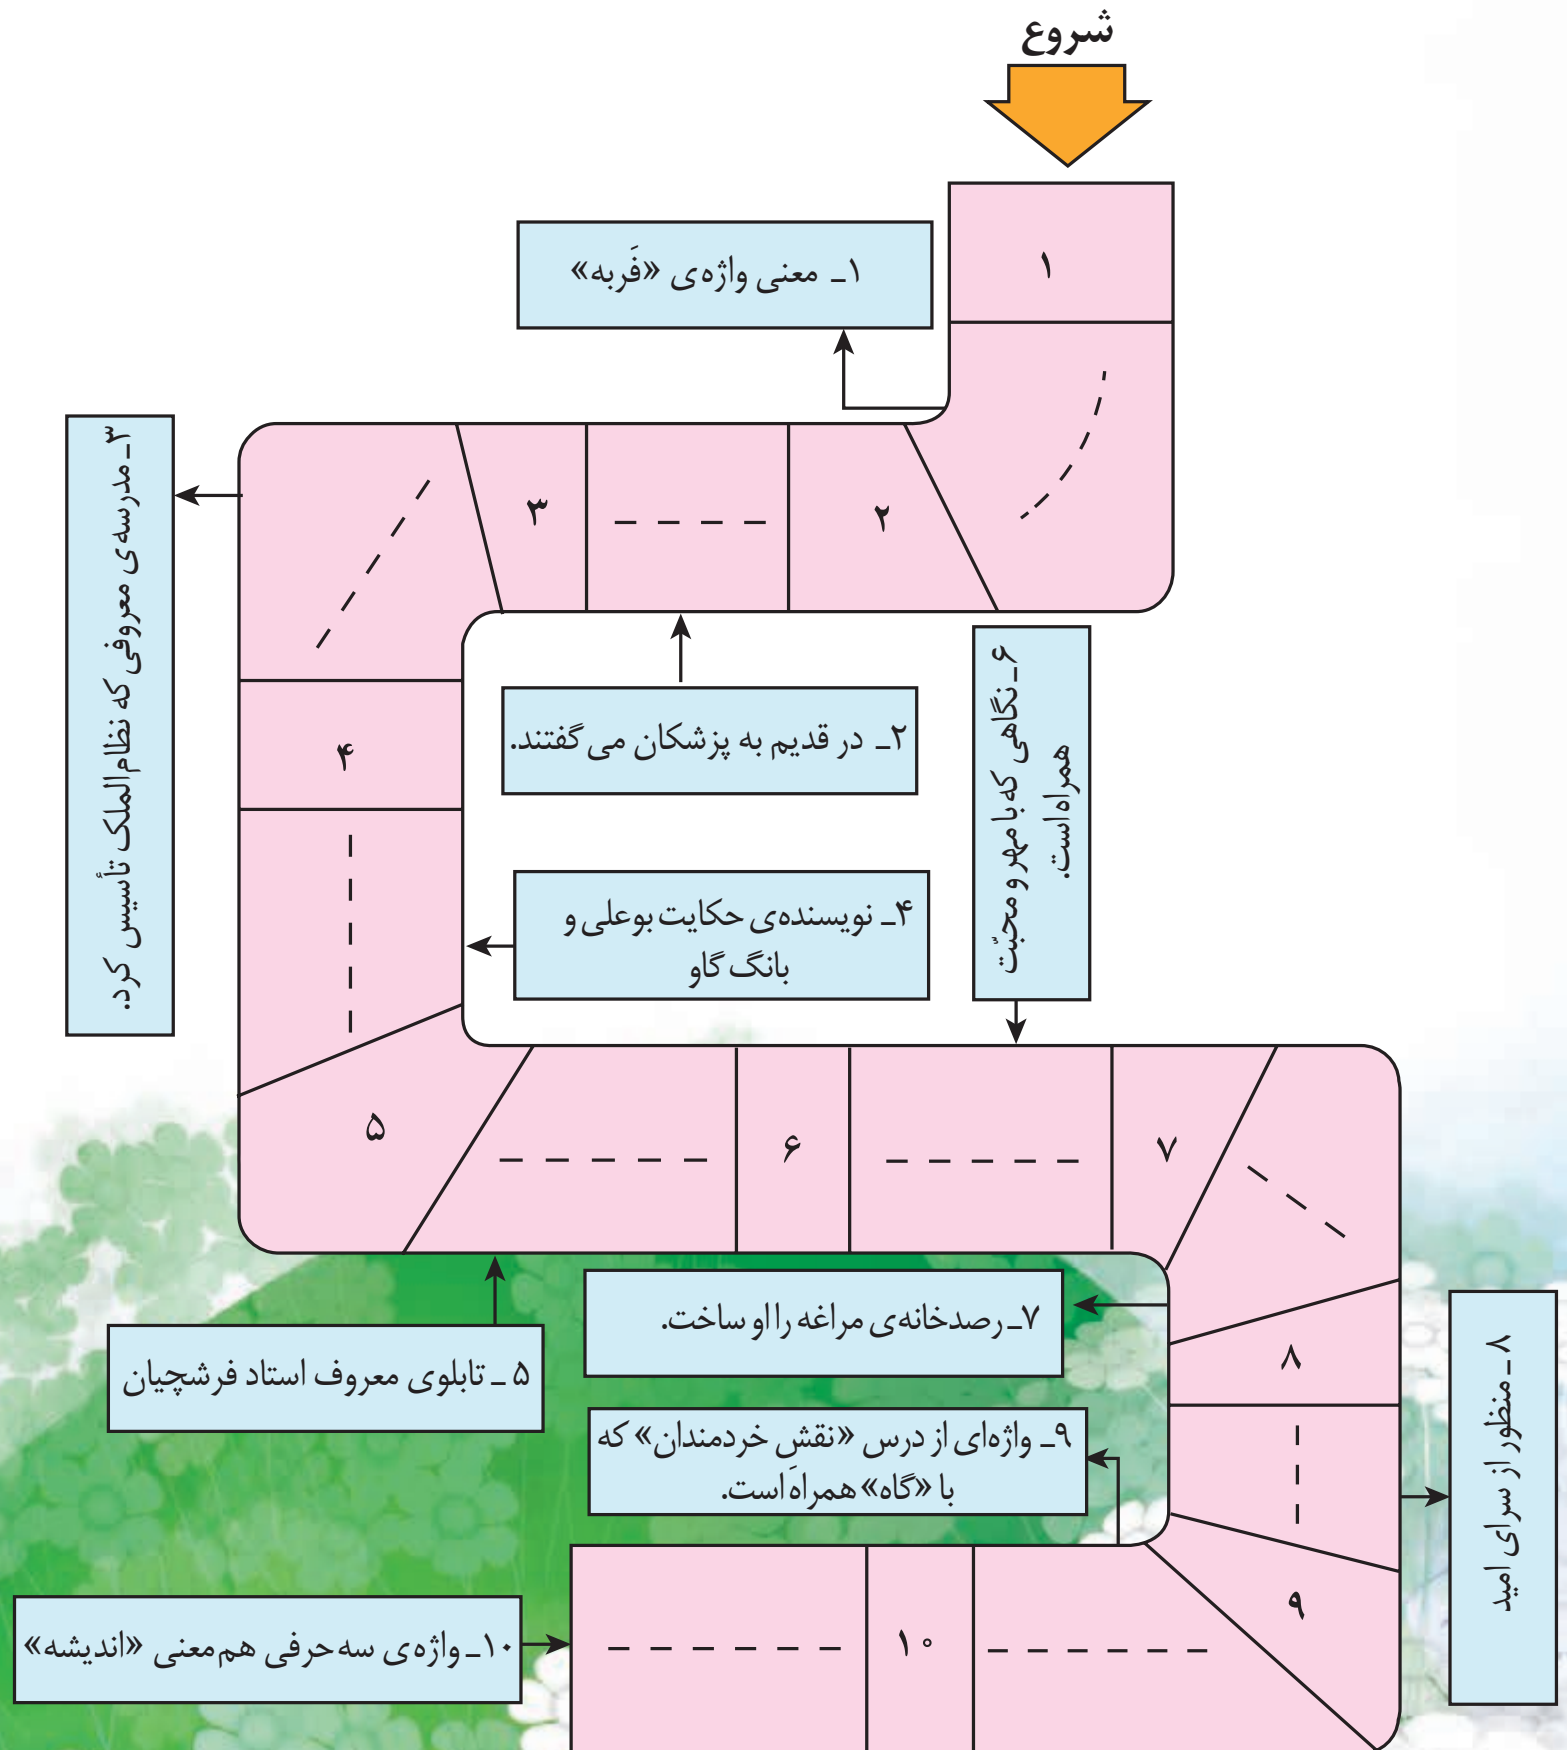 شروع
۱
۱ـ معنی واژه‌ی «فَربه»
۲
۳
۲ـ در قدیم به پزشکان می‌گفتند.
۳ـ مدرسه‌ی معروفی که نظام‌الملک تأسیس کرد.
۴
۴ـ نویسنده‌ی حکایت بوعلی و
بانگ گاو
۵
۵ ـ تابلوی معروف استاد فرشچیان
۶
۶ـ نگاهی که با مهر و محبّت
همراه است.
۷
۷ـ رصدخانه‌ی مراغه را او ساخت.
۸
۸ ـ منظور از سرای امید
۹
۹ـ واژه‌ای از درس «نقش خردمندان» که
با «گاه» همراه است.
۱۰
۱۰ـ واژه‌ی سه حرفی هم معنی «اندیشه»